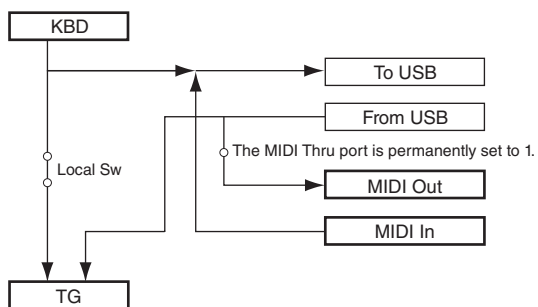 KBD
To USB
From USB
The MIDI Thru port is permanently set to 1.
Local Sw
MIDI Out
MIDI In
TG